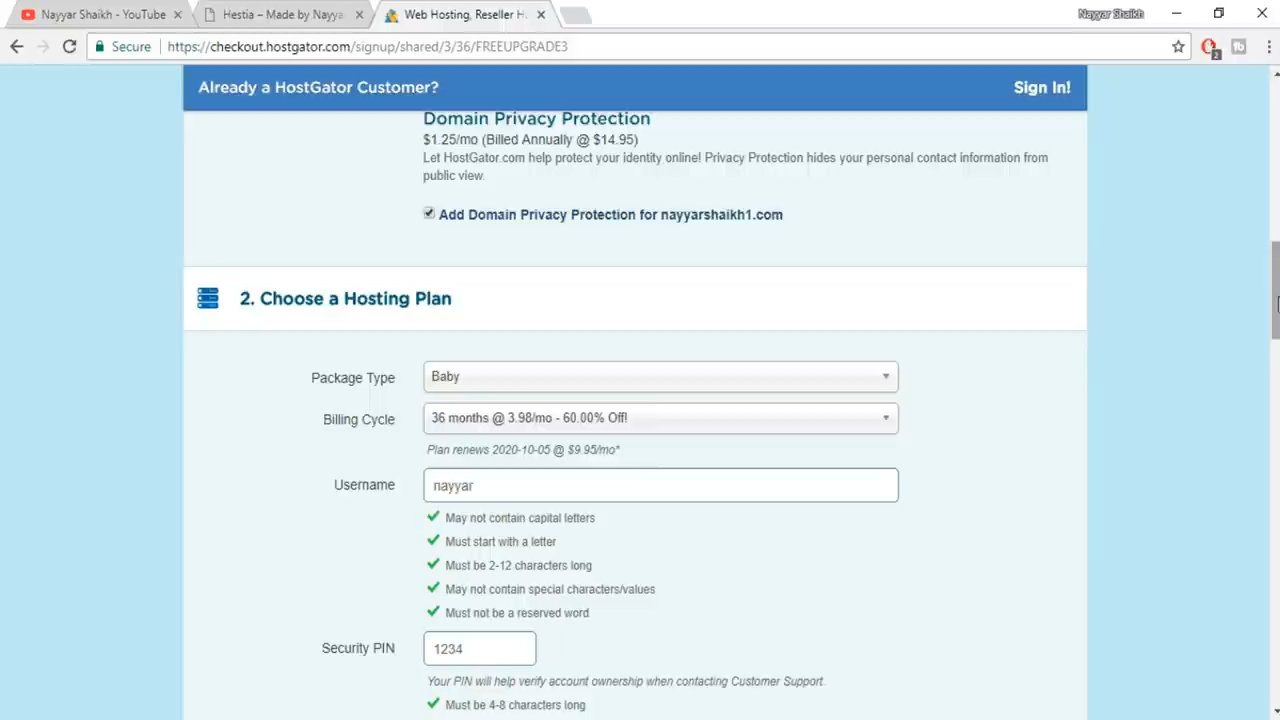 Nayyar Shaikh - YouTube
Hestia – Made by Nayya
Web Hosting, Reseller H
Nayyar Shaikh
Secure
https://checkout.hostgator.com/signup/shared/3/36/FREEUPGRADE3
2
Already a HostGator Customer?
Sign In!
Domain Privacy Protection
$1.25/mo (Billed Annually @ $14.95)
Let HostGator.com help protect your identity online! Privacy Protection hides your personal contact information from
public view.
Add Domain Privacy Protection for nayyarshaikh1.com
2. Choose a Hosting Plan
Package Type
Baby
Billing Cycle
36 months @ 3.98/mo - 60.00% Off!
Plan renews 2020-10-05 @ $9.95/mo*
Username
nayyar
May not contain capital letters
Must start with a letter
Must be 2-12 characters long
May not contain special characters/values
Must not be a reserved word
Security PIN
1234
Your PIN will help verify account ownership when contacting Customer Support.
Must be 4-8 characters long